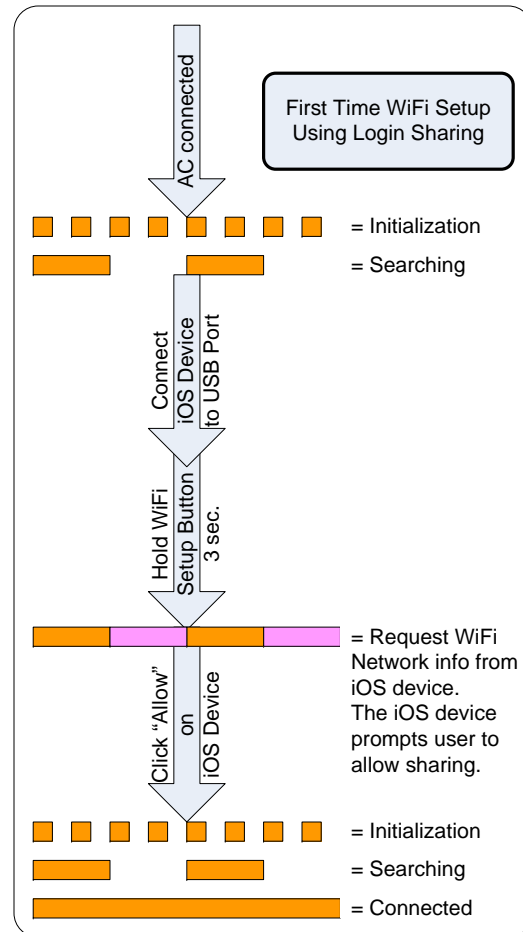 First Time WiFi Setup
Using Login Sharing
AC connected
= Initialization
= Searching
Connect
iOS Device
to USB Port
Hold WiFi
Setup Button
3 sec.
= Request WiFi
Network info from
iOS device.
The iOS device
prompts user to
allow sharing.
Click “Allow”
on
iOS Device
= Initialization
= Searching
= Connected